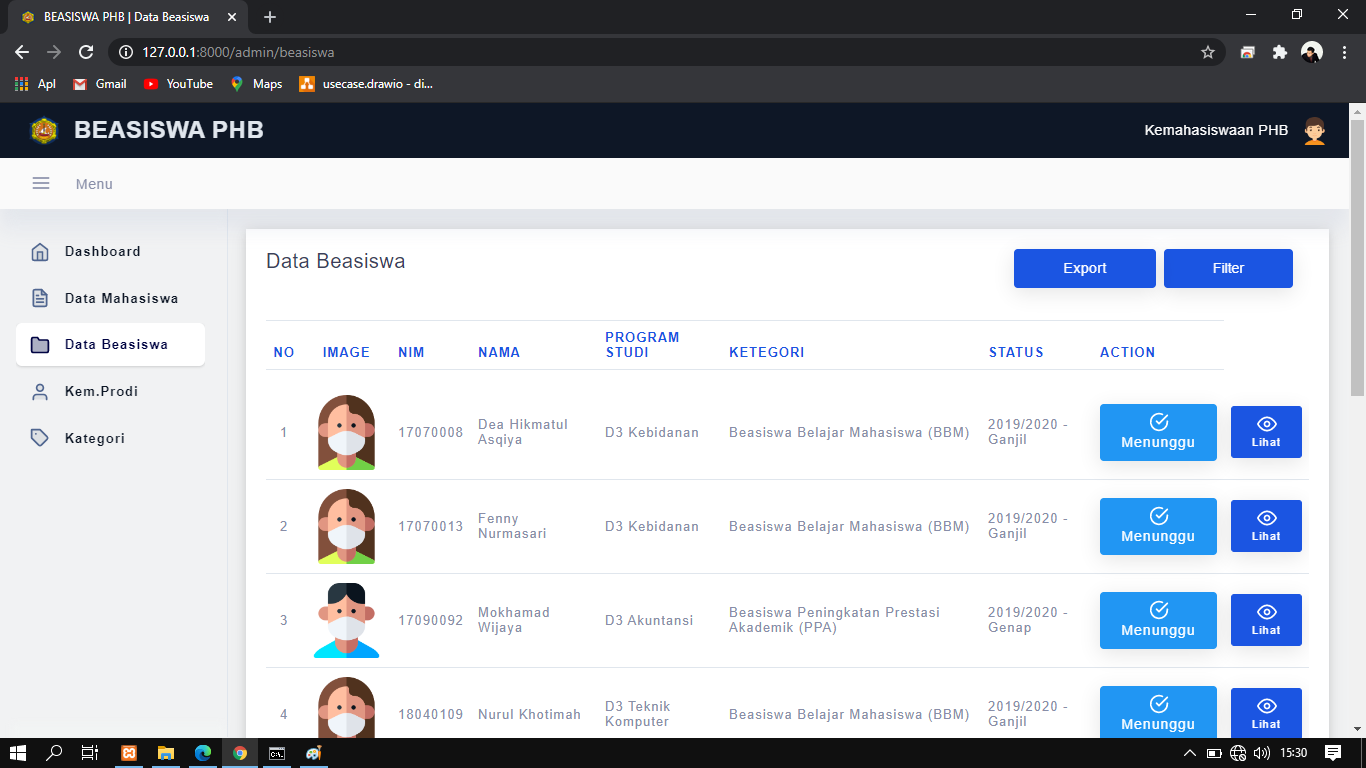 BEASISWA PHB | Data Beasiswa
127.0.0.1:8000/admin/beasiswa
Apl Gmail YouTube Maps usecase.drawio - di...
BEASISWA PHB
Kemahasiswaan PHB
Menu
Dashboard
Data Mahasiswa
Data Beasiswa
Kem.Prodi
Kategori
Data Beasiswa
Export
Filter
NO IMAGE NIM NAMA PROGRAM STUDI KETEGORI STATUS ACTION
1 17070008 Dea Hikmatul Asqiya D3 Kebidanan Beasiswa Belajar Mahasiswa (BBM) 2019/2020 - Ganjil Menunggu Lihat
2 17070013 Fenny Nurmasari D3 Kebidanan Beasiswa Belajar Mahasiswa (BBM) 2019/2020 - Ganjil Menunggu Lihat
3 17090092 Mokhamad Wijaya D3 Akuntansi Beasiswa Peningkatan Prestasi Akademik (PPA) 2019/2020 - Genap Menunggu Lihat
4 18040109 Nurul Khotimah D3 Teknik Komputer Beasiswa Belajar Mahasiswa (BBM) 2019/2020 - Ganjil Menunggu Lihat
15:30